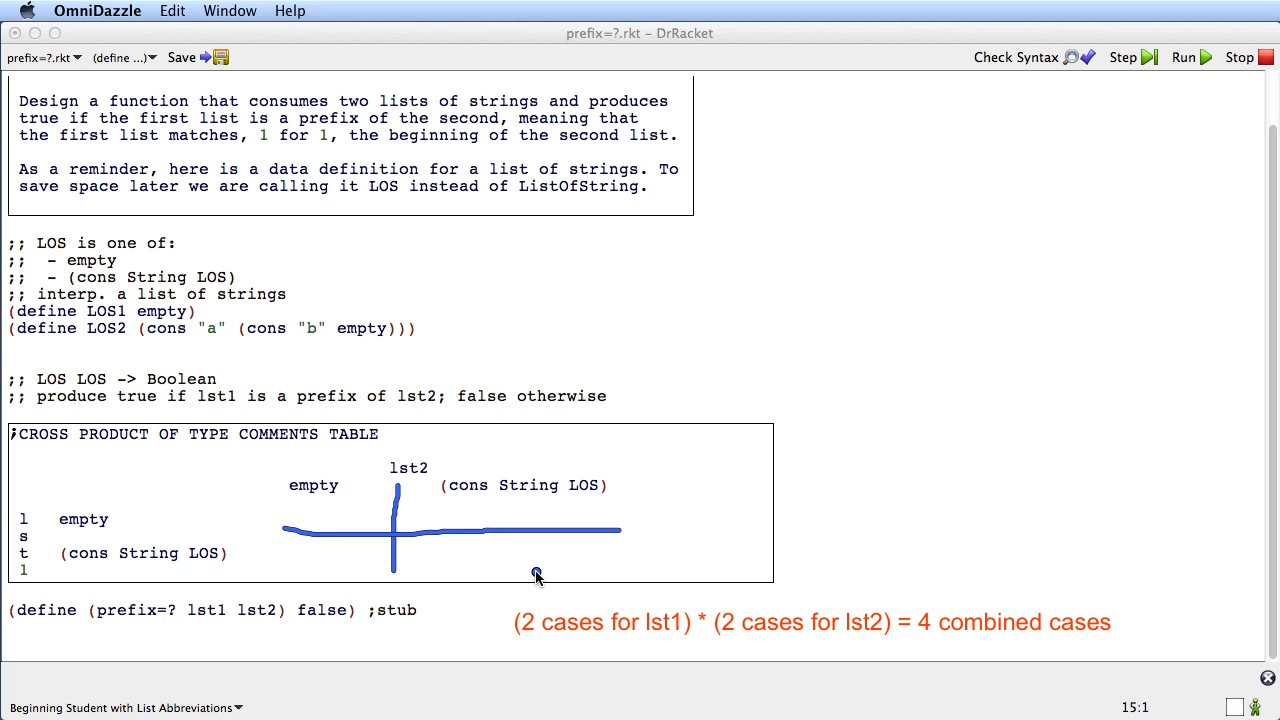 OmniDazzle Edit Window Help
prefix=?.rkt – DrRacket
prefix=?.rkt▼ (define ...)▼ Save Check Syntax Step Run Stop
Design a function that consumes two lists of strings and produces
true if the first list is a prefix of the second, meaning that
the first list matches, 1 for 1, the beginning of the second list.
As a reminder, here is a data definition for a list of strings. To
save space later we are calling it LOS instead of ListOfString.
;; LOS is one of:
;;  - empty
;;  - (cons String LOS)
;; interp. a list of strings
(define LOS1 empty)
(define LOS2 (cons "a" (cons "b" empty)))
;; LOS LOS -> Boolean
;; produce true if lst1 is a prefix of lst2; false otherwise
;CROSS PRODUCT OF TYPE COMMENTS TABLE
lst2
empty (cons String LOS)
l empty
s
t (cons String LOS)
1
(define (prefix=? lst1 lst2) false) ;stub
(2 cases for lst1) * (2 cases for lst2) = 4 combined cases
Beginning Student with List Abbreviations▼ 15:1